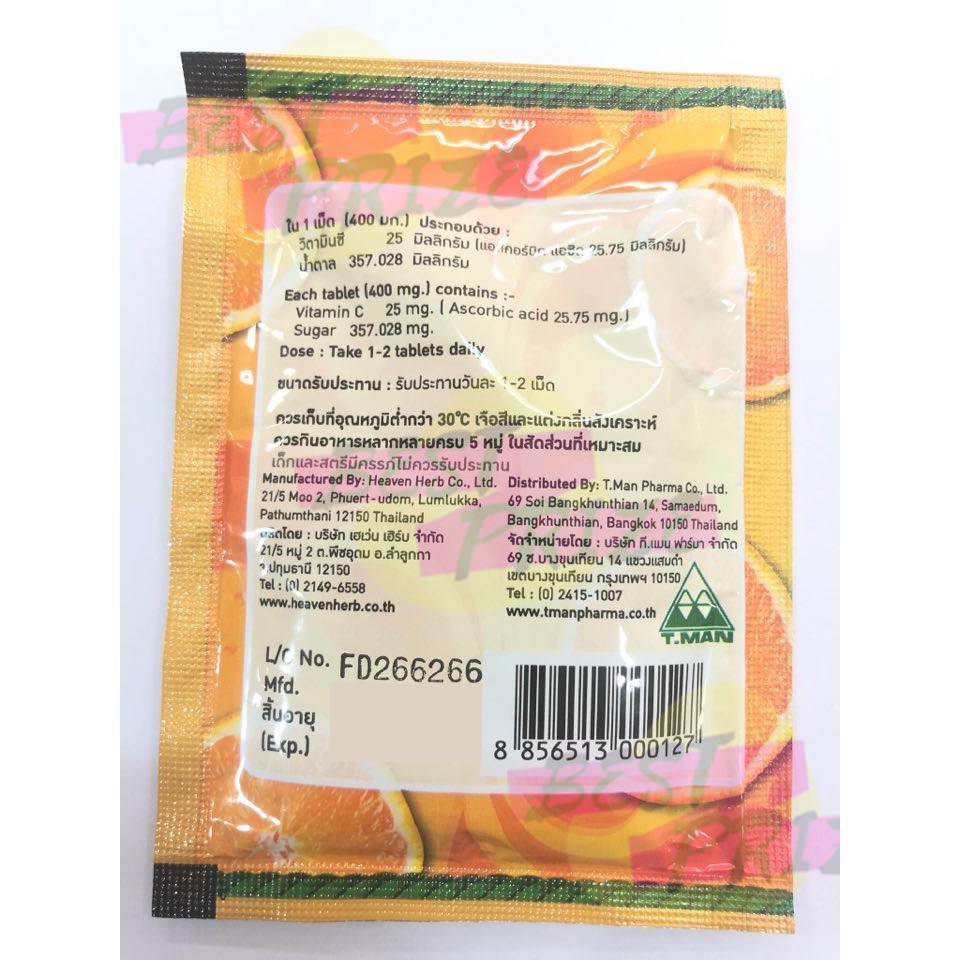 BEST
PRIZE
ใน 1 เม็ด (400 มก.) ประกอบด้วย :
วิตามินซี 25 มิลลิกรัม (แอสคอร์บิค แอซิด 25.75 มิลลิกรัม)
น้ำตาล 357.028 มิลลิกรัม
Each tablet (400 mg.) contains :-
Vitamin C 25 mg. ( Ascorbic acid 25.75 mg.)
Sugar 357.028 mg.
Dose : Take 1-2 tablets daily
ขนาดรับประทาน : รับประทานวันละ 1-2 เม็ด
ควรเก็บที่อุณหภูมิต่ำกว่า 30°C เจือสีและแต่งกลิ่นสังเคราะห์
ควรกินอาหารหลากหลายครบ 5 หมู่ ในสัดส่วนที่เหมาะสม
เด็กและสตรีมีครรภ์ไม่ควรรับประทาน
Manufactured By: Heaven Herb Co., Ltd.
21/5 Moo 2, Phuert-udom, Lumlukka,
Pathumthani 12150 Thailand
ผลิตโดย : บริษัท เฮเว่น เฮิร์บ จำกัด
21/5 หมู่ 2 ต.พืชอุดม อ.ลำลูกกา
จ.ปทุมธานี 12150
Tel : (0) 2149-6558
www.heavenherb.co.th
Distributed By: T.Man Pharma Co., Ltd.
69 Soi Bangkhunthian 14, Samaedum,
Bangkhunthian, Bangkok 10150 Thailand
จัดจำหน่ายโดย : บริษัท ที.แมน ฟาร์มา จำกัด
69 ซ.บางขุนเทียน 14 แขวงแสมดำ
เขตบางขุนเทียน กรุงเทพฯ 10150
Tel : (0) 2415-1007
www.tmanpharma.co.th
T.MAN
L/C No. FD266266
Mfd.
สิ้นอายุ
(Exp.)
8 856513 000127
BEST
PRIZE